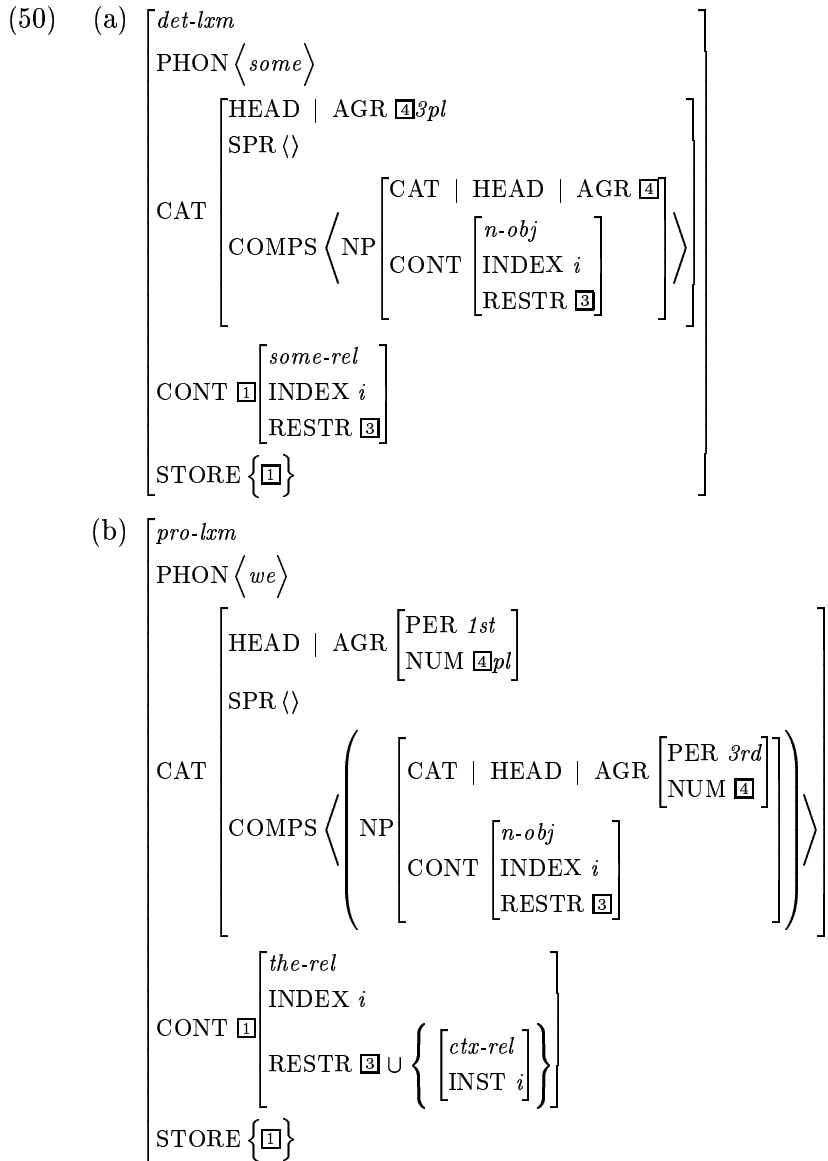 (50) (a) det-lxm
PHON ⟨some⟩
HEAD | AGR 4 3pl
SPR ⟨⟩
CAT | HEAD | AGR 4
CAT
COMPS ⟨NP
n-obj
CONT INDEX i
RESTR 3 ⟩
some-rel
CONT 1 INDEX i
RESTR 3
STORE {1}
(b) pro-lxm
PHON ⟨we⟩
PER 1st
HEAD | AGR
NUM 4 pl
SPR ⟨⟩
PER 3rd
CAT CAT | HEAD | AGR
NUM 4
COMPS ⟨(NP
n-obj
CONT INDEX i
RESTR 3 )⟩
the-rel
CONT 1 INDEX i
RESTR 3 ∪ { [ctx-rel
INST i] }
STORE {1}